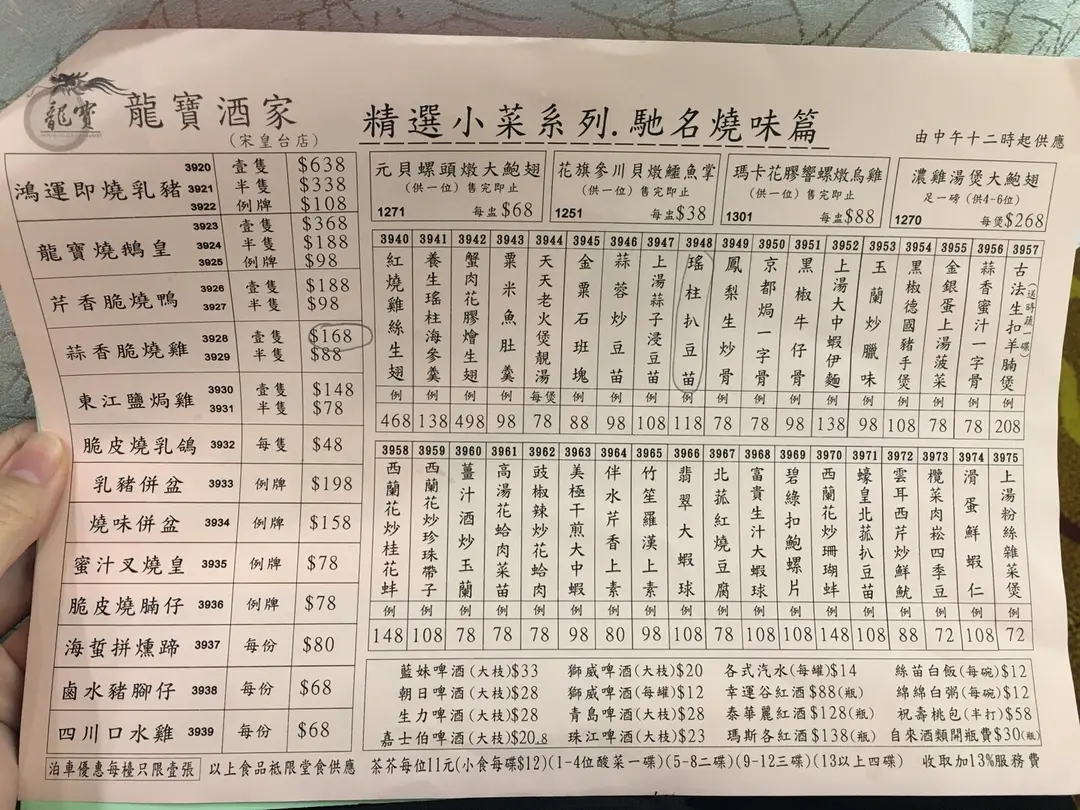 龍寶
龍寶酒家
(宋皇台店)
精選小菜系列.馳名燒味篇
由中午十二時起供應
鴻運即燒乳豬 3920 壹隻 $638
3921 半隻 $338
3922 例牌 $108
龍寶燒鵝皇 3923 壹隻 $368
3924 半隻 $188
3925 例牌 $98
芹香脆燒鴨 3926 壹隻 $188
3927 半隻 $98
蒜香脆燒雞 3928 壹隻 $168
3929 半隻 $88
東江鹽焗雞 3930 壹隻 $148
3931 半隻 $78
脆皮燒乳鴿 3932 每隻 $48
乳豬併盆 3933 例牌 $198
燒味併盆 3934 例牌 $158
蜜汁叉燒皇 3935 例牌 $78
脆皮燒腩仔 3936 例牌 $78
海蜇拼燻蹄 3937 每份 $80
鹵水豬腳仔 3938 每份 $68
四川口水雞 3939 每份 $68
元貝螺頭燉大鮑翅
(供一位) 售完即止
1271 每盅$68
花旗參川貝燉鱷魚掌
(供一位) 售完即止
1251 每盅$38
瑪卡花膠響螺燉烏雞
(供一位) 售完即止
1301 每盅$88
濃雞湯煲大鮑翅
足一磅 (供4-6位)
1270 每煲$268
3940 紅燒雞絲生翅 例 468
3941 養生瑤柱海參羹 例 138
3942 蟹肉花膠燴生翅 例 498
3943 粟米魚肚羹 例 98
3944 天天老火煲靚湯 每煲 78
3945 金粟石班塊 例 88
3946 蒜蓉炒豆苗 例 98
3947 上湯蒜子浸豆苗 例 108
3948 瑤柱扒豆苗 例 118
3949 鳳梨生炒骨 例 78
3950 京都焗一字骨 例 78
3951 黑椒牛仔骨 例 98
3952 上湯大中蝦伊麵 例 138
3953 玉蘭炒臘味 例 98
3954 黑椒德國豬手煲 例 108
3955 金銀蛋上湯菠菜 例 78
3956 蒜香蜜汁一字骨 例 78
3957 古法生扣羊腩煲 (送時蔬一碟) 例 208
3958 西蘭花炒桂花蚌 例 148
3959 西蘭花炒珍珠帶子 例 108
3960 薑汁酒炒玉蘭 例 78
3961 高湯花蛤肉菜苗 例 78
3962 豉椒辣炒花蛤肉 例 78
3963 美極干煎大中蝦 例 98
3964 伴水芹香上素 例 80
3965 竹笙羅漢上素 例 98
3966 翡翠大蝦球 例 108
3967 北菰紅燒豆腐 例 78
3968 富貴生汁大蝦球 例 108
3969 碧綠扣鮑螺片 例 108
3970 西蘭花炒珊瑚蚌 例 148
3971 蠔皇北菰扒豆苗 例 108
3972 雲耳西芹炒鮮魷 例 88
3973 欖菜肉崧四季豆 例 72
3974 滑蛋鮮蝦仁 例 108
3975 上湯粉絲雜菜煲 例 72
藍妹啤酒(大枝)$33 獅威啤酒(大枝)$20 各式汽水(每罐)$14 絲苗白飯(每碗)$12
朝日啤酒(大枝)$28 獅威啤酒(每罐)$12 幸運谷紅酒$88(瓶) 綿綿白粥(每碗)$12
生力啤酒(大枝)$28 青島啤酒(大枝)$28 泰華麗紅酒$128(瓶) 祝壽桃包(半打)$58
嘉士伯啤酒(大枝)$20.8 珠江啤酒(大枝)$23 瑪斯各紅酒$138(瓶) 自來酒類開瓶費$30(瓶)
泊車優惠每檯只限壹張 以上食品祗限堂食供應 茶芥每位11元(小食每碟$12)(1-4位酸菜一碟)(5-8二碟)(9-12三碟)(13以上四碟) 收取加13%服務費